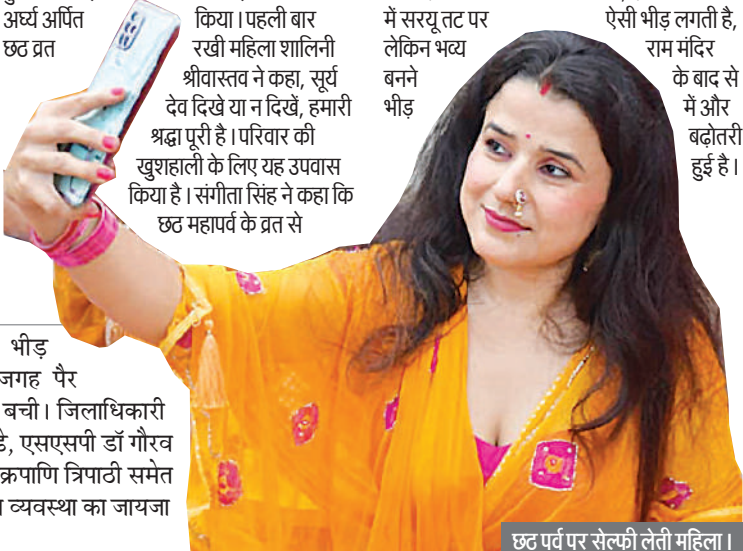 अर्घ्य अर्पित
छठ व्रत
किया। पहली बार
रखी महिला शालिनी
श्रीवास्तव ने कहा, सूर्य
देव दिखे या न दिखें, हमारी
श्रद्धा पूरी है। परिवार की
खुशहाली के लिए यह उपवास
किया है। संगीता सिंह ने कहा कि
छठ महापर्व के व्रत से
में सरयू तट पर
लेकिन भव्य
बनने
भीड़
ऐसी भीड़ लगती है,
राम मंदिर
के बाद से
में और
बढ़ोतरी
हुई है।
भीड़
जगह पैर
बची। जिलाधिकारी
एसएसपी डॉ गौरव
क्रपाणि त्रिपाठी समेत
व्यवस्था का जायजा
छठ पर्व पर सेल्फी लेती महिला।